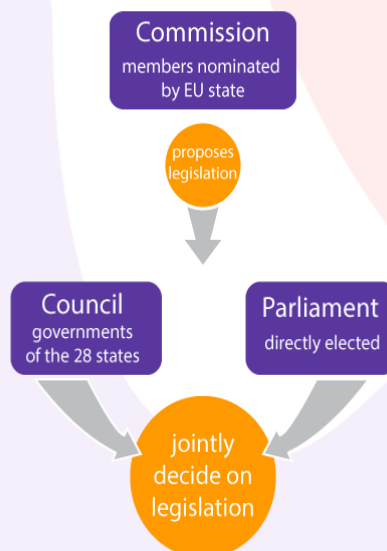 Commission
members nominated
by EU state
proposes
legislation
Council
governments
of the 28 states
Parliament
directly elected
jointly
decide on
legislation